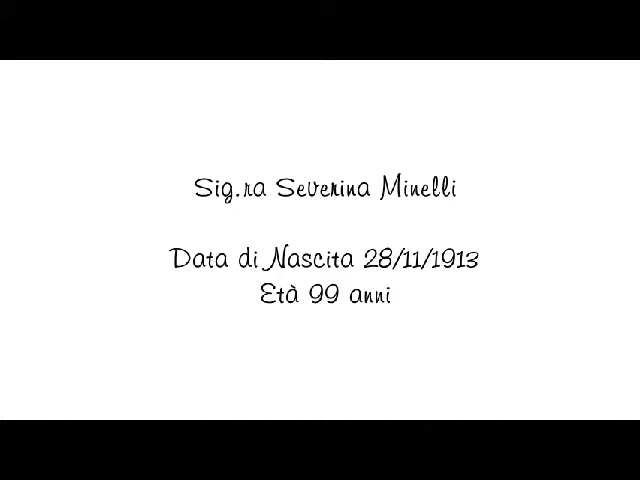 Sig.ra Severina Minelli
Data di Nascita 28/11/1913
Età 99 anni